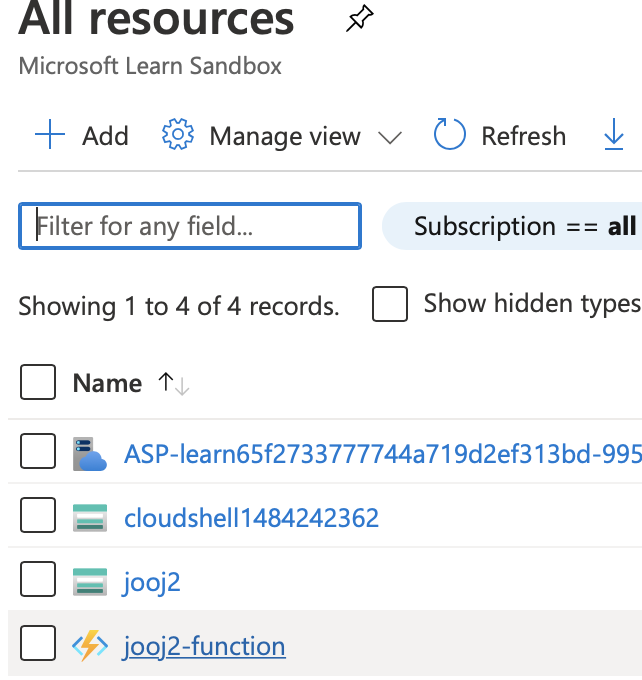 All resources
Microsoft Learn Sandbox
Add Manage view Refresh
Filter for any field... Subscription == all
Showing 1 to 4 of 4 records. Show hidden types
Name
ASP-learn65f2733777744a719d2ef313bd-995
cloudshell1484242362
jooj2
jooj2-function